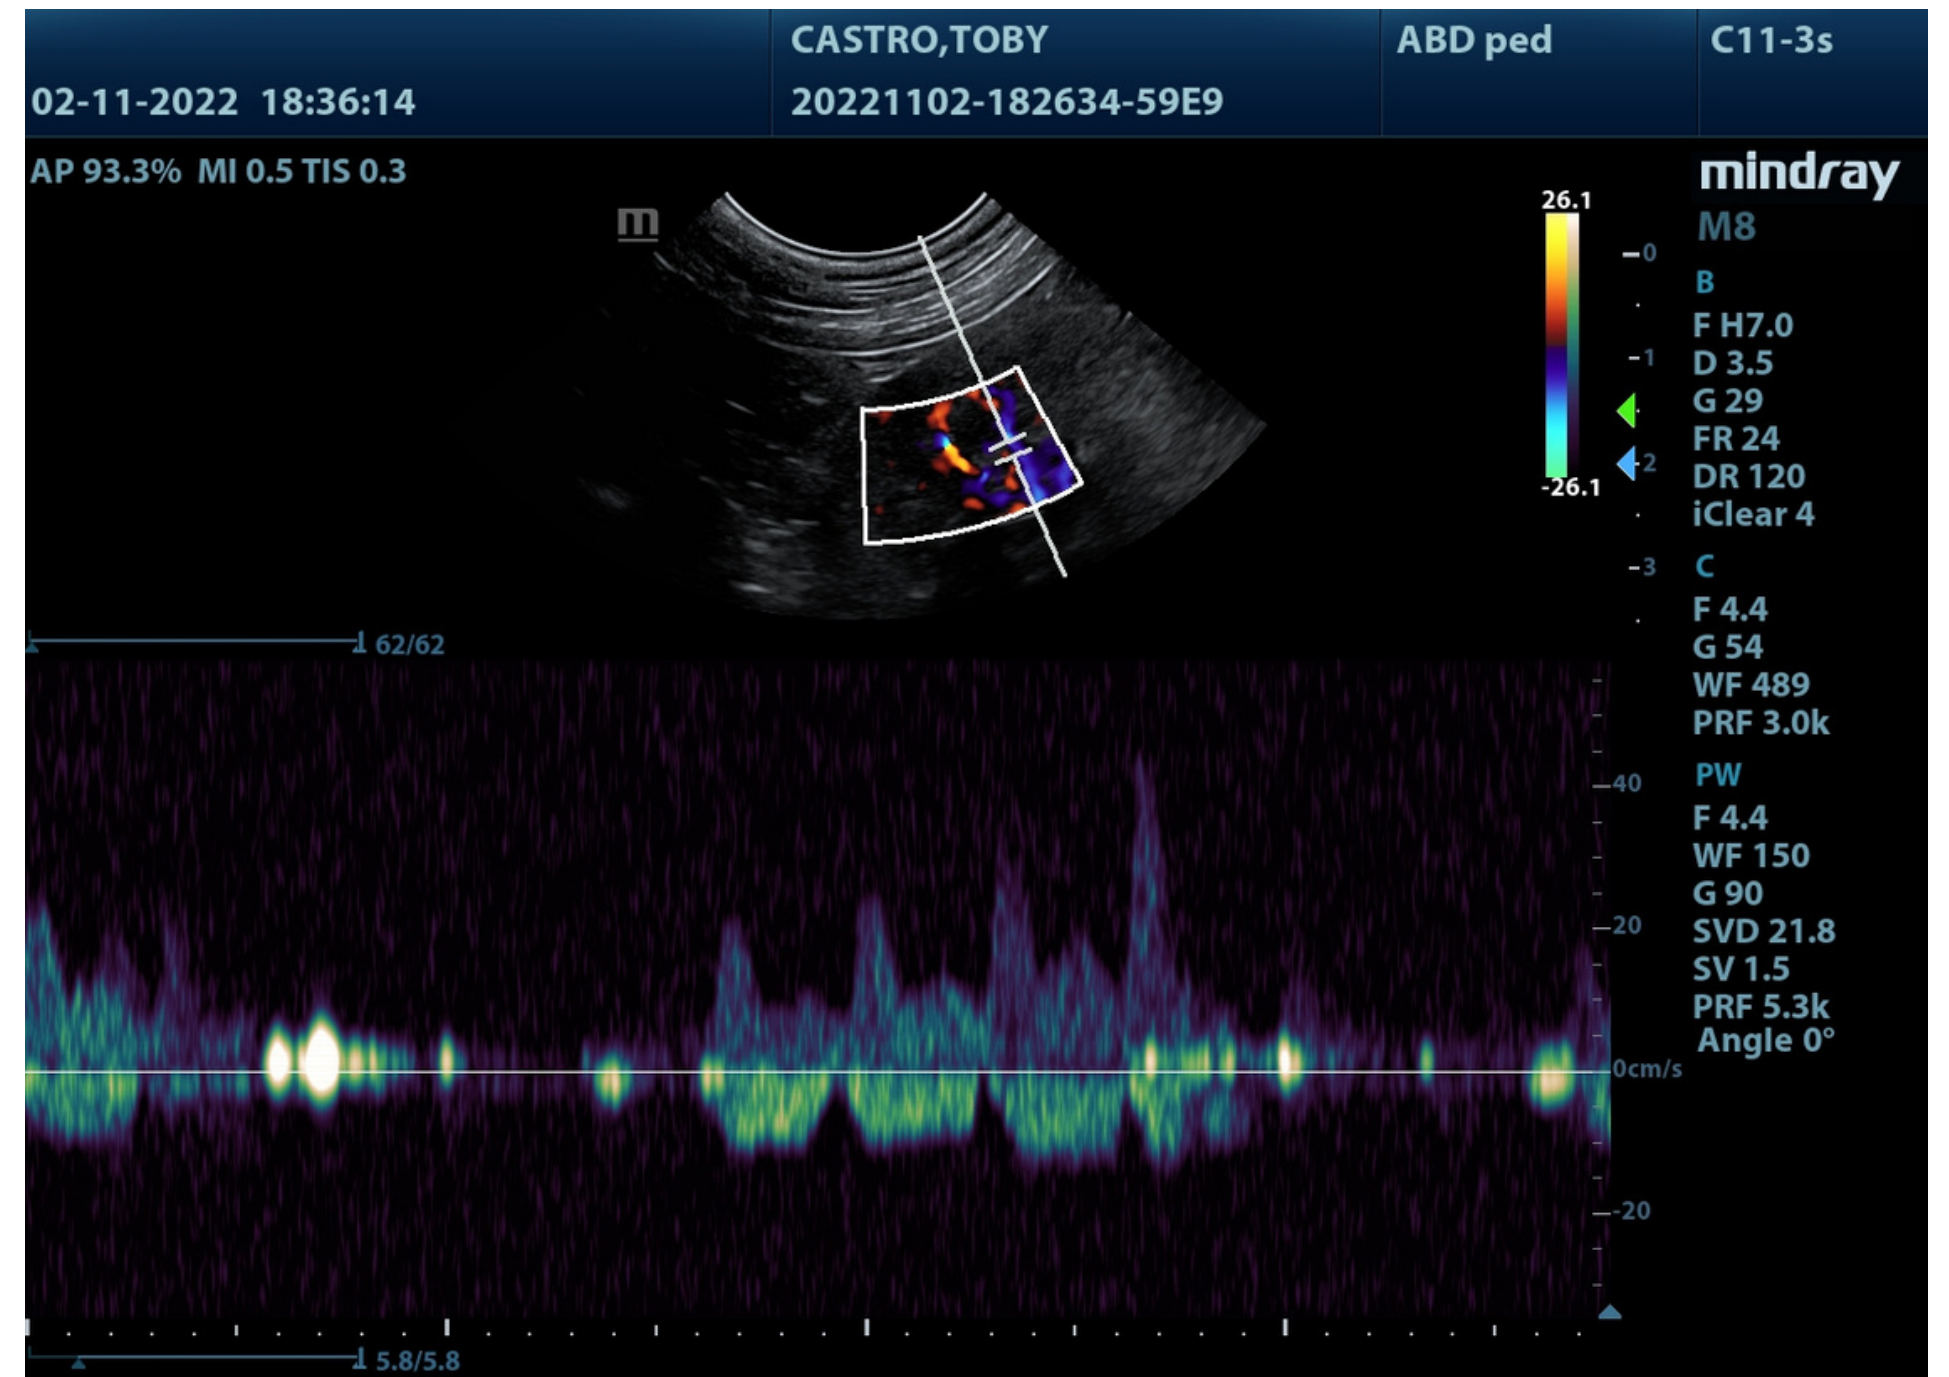 CASTRO,TOBY
ABD ped
C11-3s
02-11-2022 18:36:14
20221102-182634-59E9
AP 93.3% MI 0.5 TIS 0.3
mindray
M8
m
26.1
-26.1
0
1
2
3
B
F H7.0
D 3.5
G 29
FR 24
DR 120
iClear 4
C
F 4.4
G 54
WF 489
PRF 3.0k
PW
F 4.4
WF 150
G 90
SVD 21.8
SV 1.5
PRF 5.3k
Angle 0°
62/62
40
20
0cm/s
-20
5.8/5.8